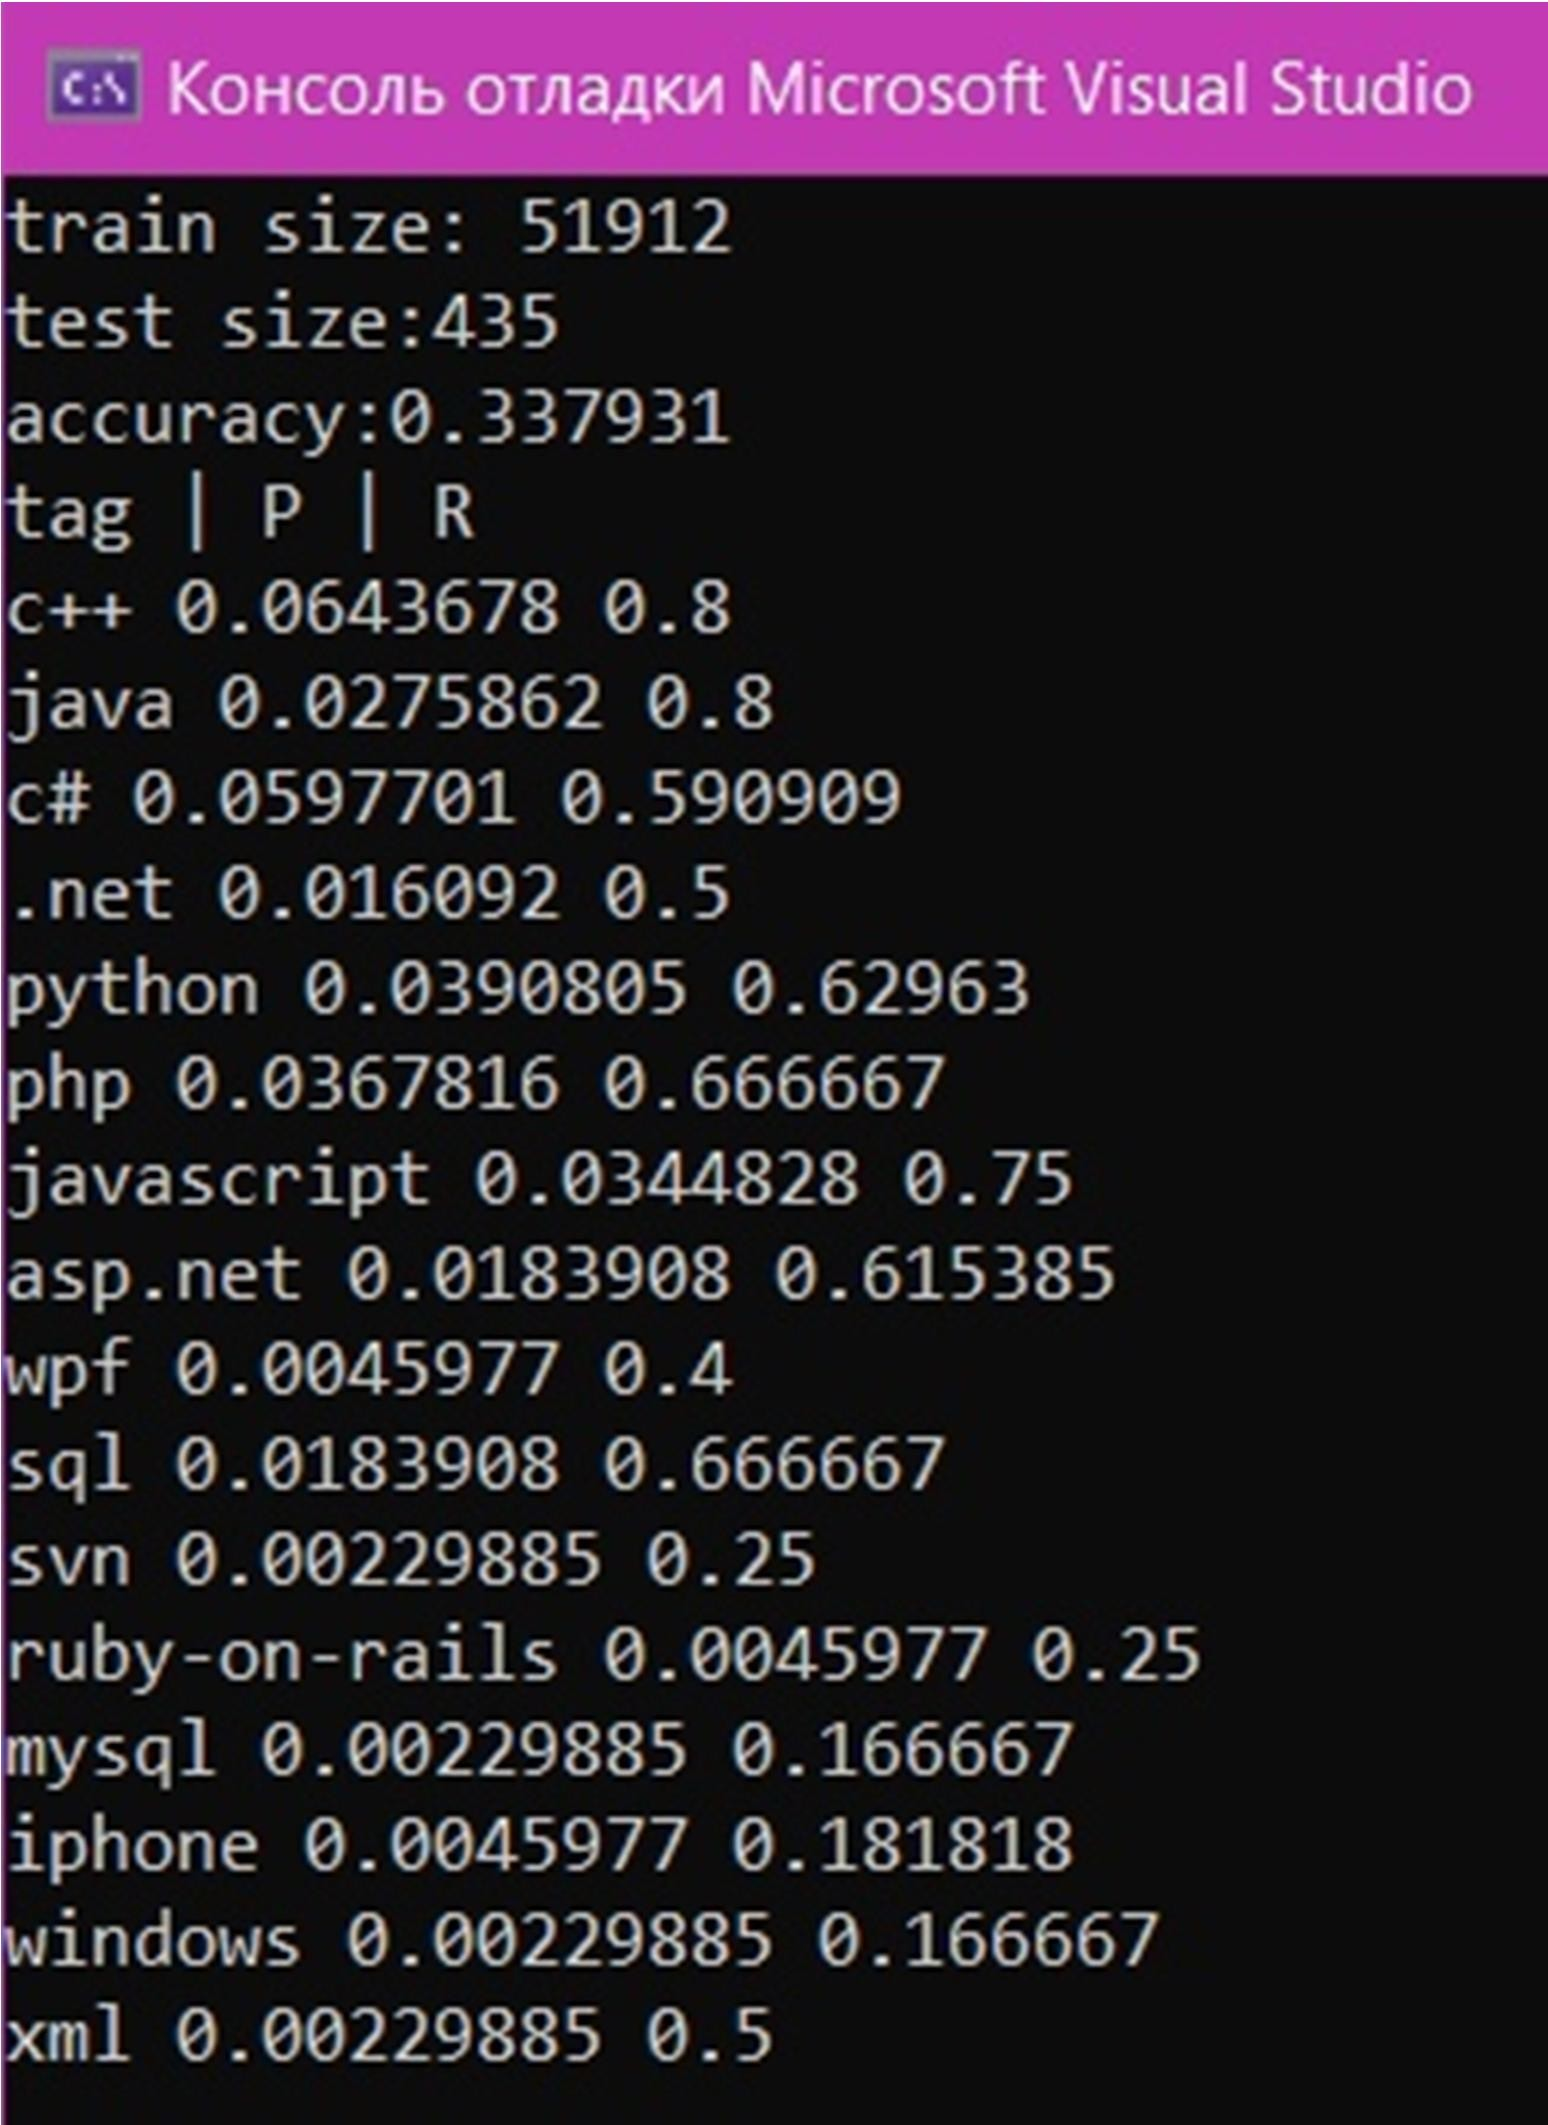 C:\ Консоль отладки Microsoft Visual Studio
train size: 51912
test size:435
accuracy:0.337931
tag | P | R
c++ 0.0643678 0.8
java 0.0275862 0.8
c# 0.0597701 0.590909
.net 0.016092 0.5
python 0.0390805 0.62963
php 0.0367816 0.666667
javascript 0.0344828 0.75
asp.net 0.0183908 0.615385
wpf 0.0045977 0.4
sql 0.0183908 0.666667
svn 0.00229885 0.25
ruby-on-rails 0.0045977 0.25
mysql 0.00229885 0.166667
iphone 0.0045977 0.181818
windows 0.00229885 0.166667
xml 0.00229885 0.5